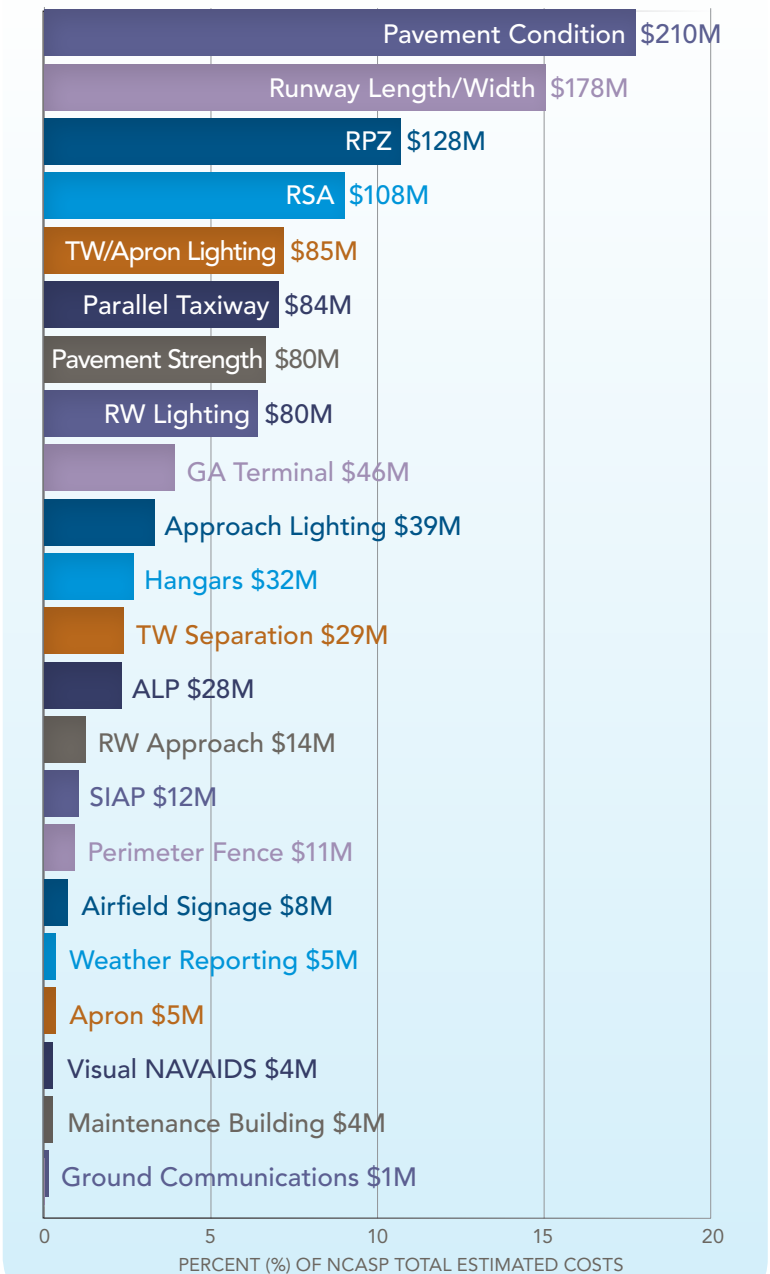 Pavement Condition $210M
Runway Length/Width $178M
RPZ $128M
RSA $108M
TW/Apron Lighting $85M
Parallel Taxiway $84M
Pavement Strength $80M
RW Lighting $80M
GA Terminal $46M
Approach Lighting $39M
Hangars $32M
TW Separation $29M
ALP $28M
RW Approach $14M
SIAP $12M
Perimeter Fence $11M
Airfield Signage $8M
Weather Reporting $5M
Apron $5M
Visual NAVAIDS $4M
Maintenance Building $4M
Ground Communications $1M
0 5 10 15 20
PERCENT (%) OF NCASP TOTAL ESTIMATED COSTS